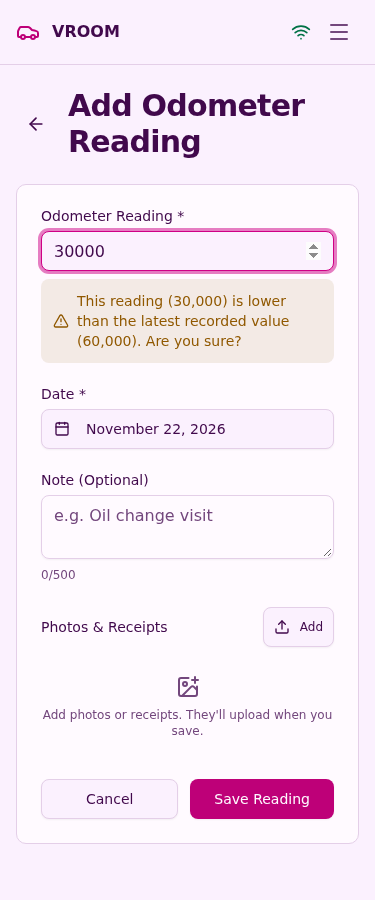 VROOM
Add Odometer
Reading
Odometer Reading *
30000
This reading (30,000) is lower
than the latest recorded value
(60,000). Are you sure?
Date *
November 22, 2026
Note (Optional)
e.g. Oil change visit
0/500
Photos & Receipts
Add
Add photos or receipts. They'll upload when you
save.
Cancel
Save Reading